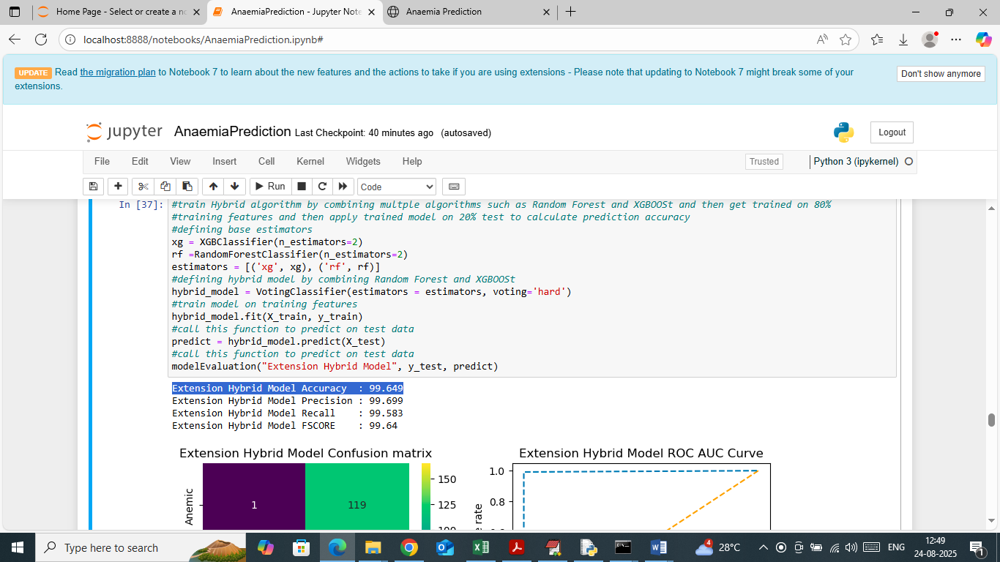 Home Page - Select or create a no
AnaemiaPrediction - Jupyter Note
Anaemia Prediction
localhost:8888/notebooks/AnaemiaPrediction.ipynb#
UPDATE Read the migration plan to Notebook 7 to learn about the new features and the actions to take if you are using extensions - Please note that updating to Notebook 7 might break some of your
extensions.
Don't show anymore
jupyter AnaemiaPrediction Last Checkpoint: 40 minutes ago (autosaved)
Logout
File Edit View Insert Cell Kernel Widgets Help
Trusted
Python 3 (ipykernel)
Run
Code
In [37]: #train Hybrid algorithm by combining multple algorithms such as Random Forest and XGBOOSt and then get trained on 80%
#training features and then apply trained model on 20% test to calculate prediction accuracy
#defining base estimators
xg = XGBClassifier(n_estimators=2)
rf =RandomForestClassifier(n_estimators=2)
estimators = [('xg', xg), ('rf', rf)]
#defining hybrid model by combining Random Forest and XGBOOSt
hybrid_model = VotingClassifier(estimators = estimators, voting='hard')
#train model on training features
hybrid_model.fit(X_train, y_train)
#call this function to predict on test data
predict = hybrid_model.predict(X_test)
#call this function to predict on test data
modelEvaluation("Extension Hybrid Model", y_test, predict)
Extension Hybrid Model Accuracy  : 99.649
Extension Hybrid Model Precision : 99.699
Extension Hybrid Model Recall    : 99.583
Extension Hybrid Model FSCORE    : 99.64
Extension Hybrid Model Confusion matrix
Anemic
1
119
150
125
Extension Hybrid Model ROC AUC Curve
1.0
0.8
e rate
Type here to search
4
28°C
ENG
12:49
24-08-2025
1